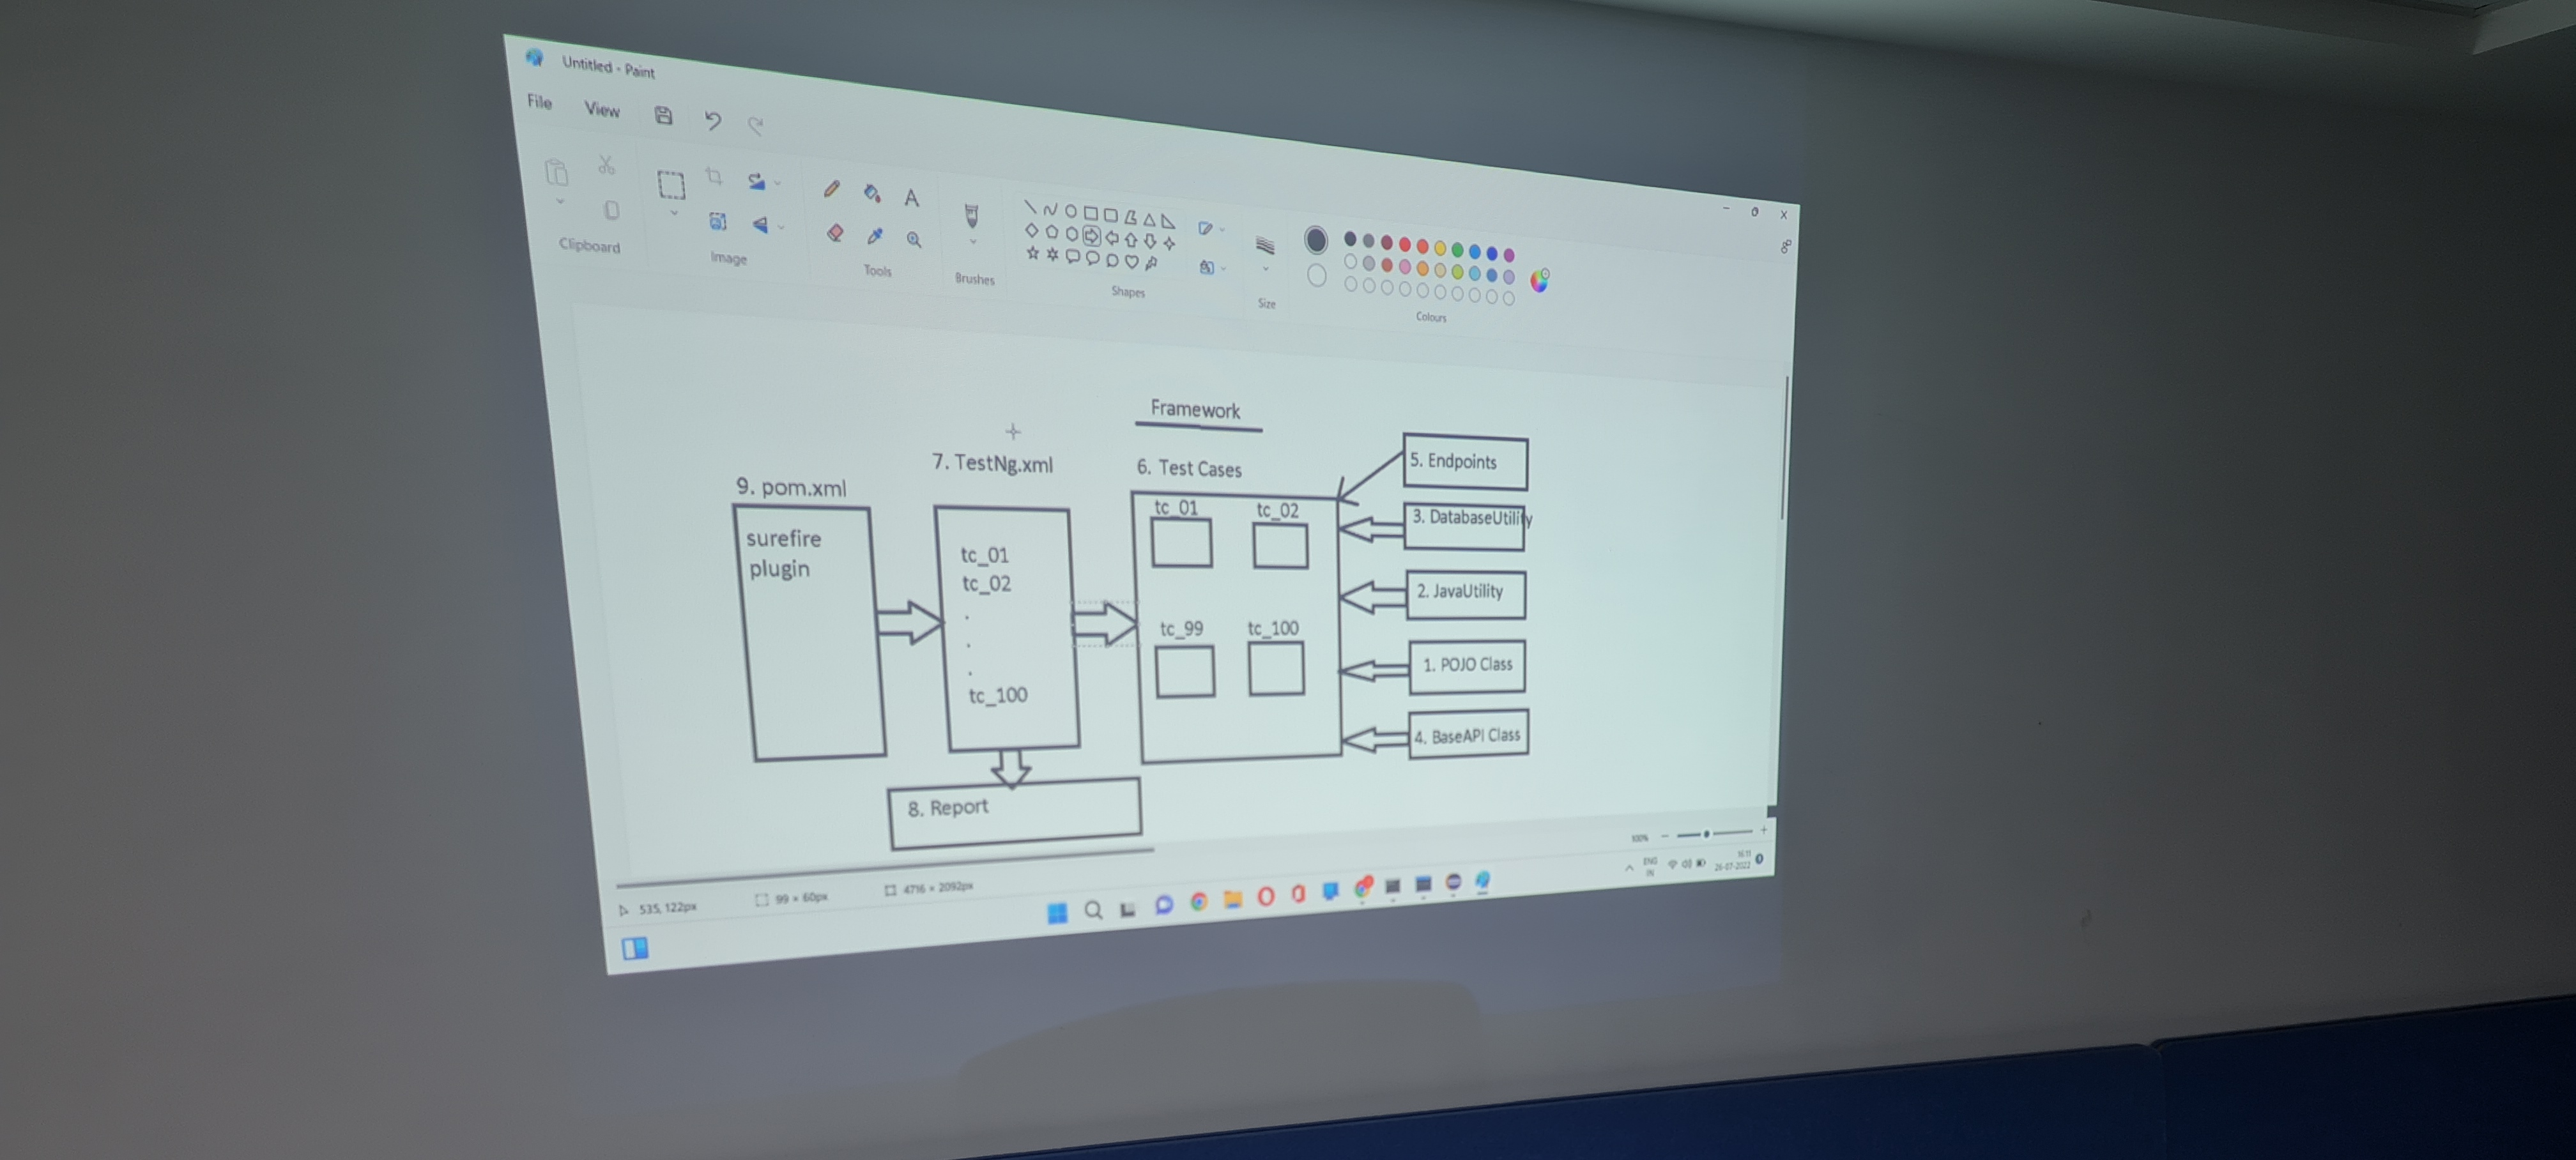 Untitled - Paint
File View
Clipboard
Image
Tools
Brushes
Shapes
Size
Colours
Framework
9. pom.xml
surefire
plugin
7. TestNg.xml
tc_01
tc_02
.
.
.
tc_100
8. Report
6. Test Cases
tc_01 tc_02
tc_99 tc_100
5. Endpoints
3. DatabaseUtility
2. JavaUtility
1. POJO Class
4. BaseAPI Class
535, 122px 99 × 60px 4716 × 2092px 100%
ENG
IN
16:11
26-07-2022